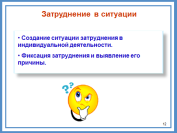 Затруднение в ситуации
• Создание ситуации затруднения в
индивидуальной деятельности.
• Фиксация затруднения и выявление его
причины.